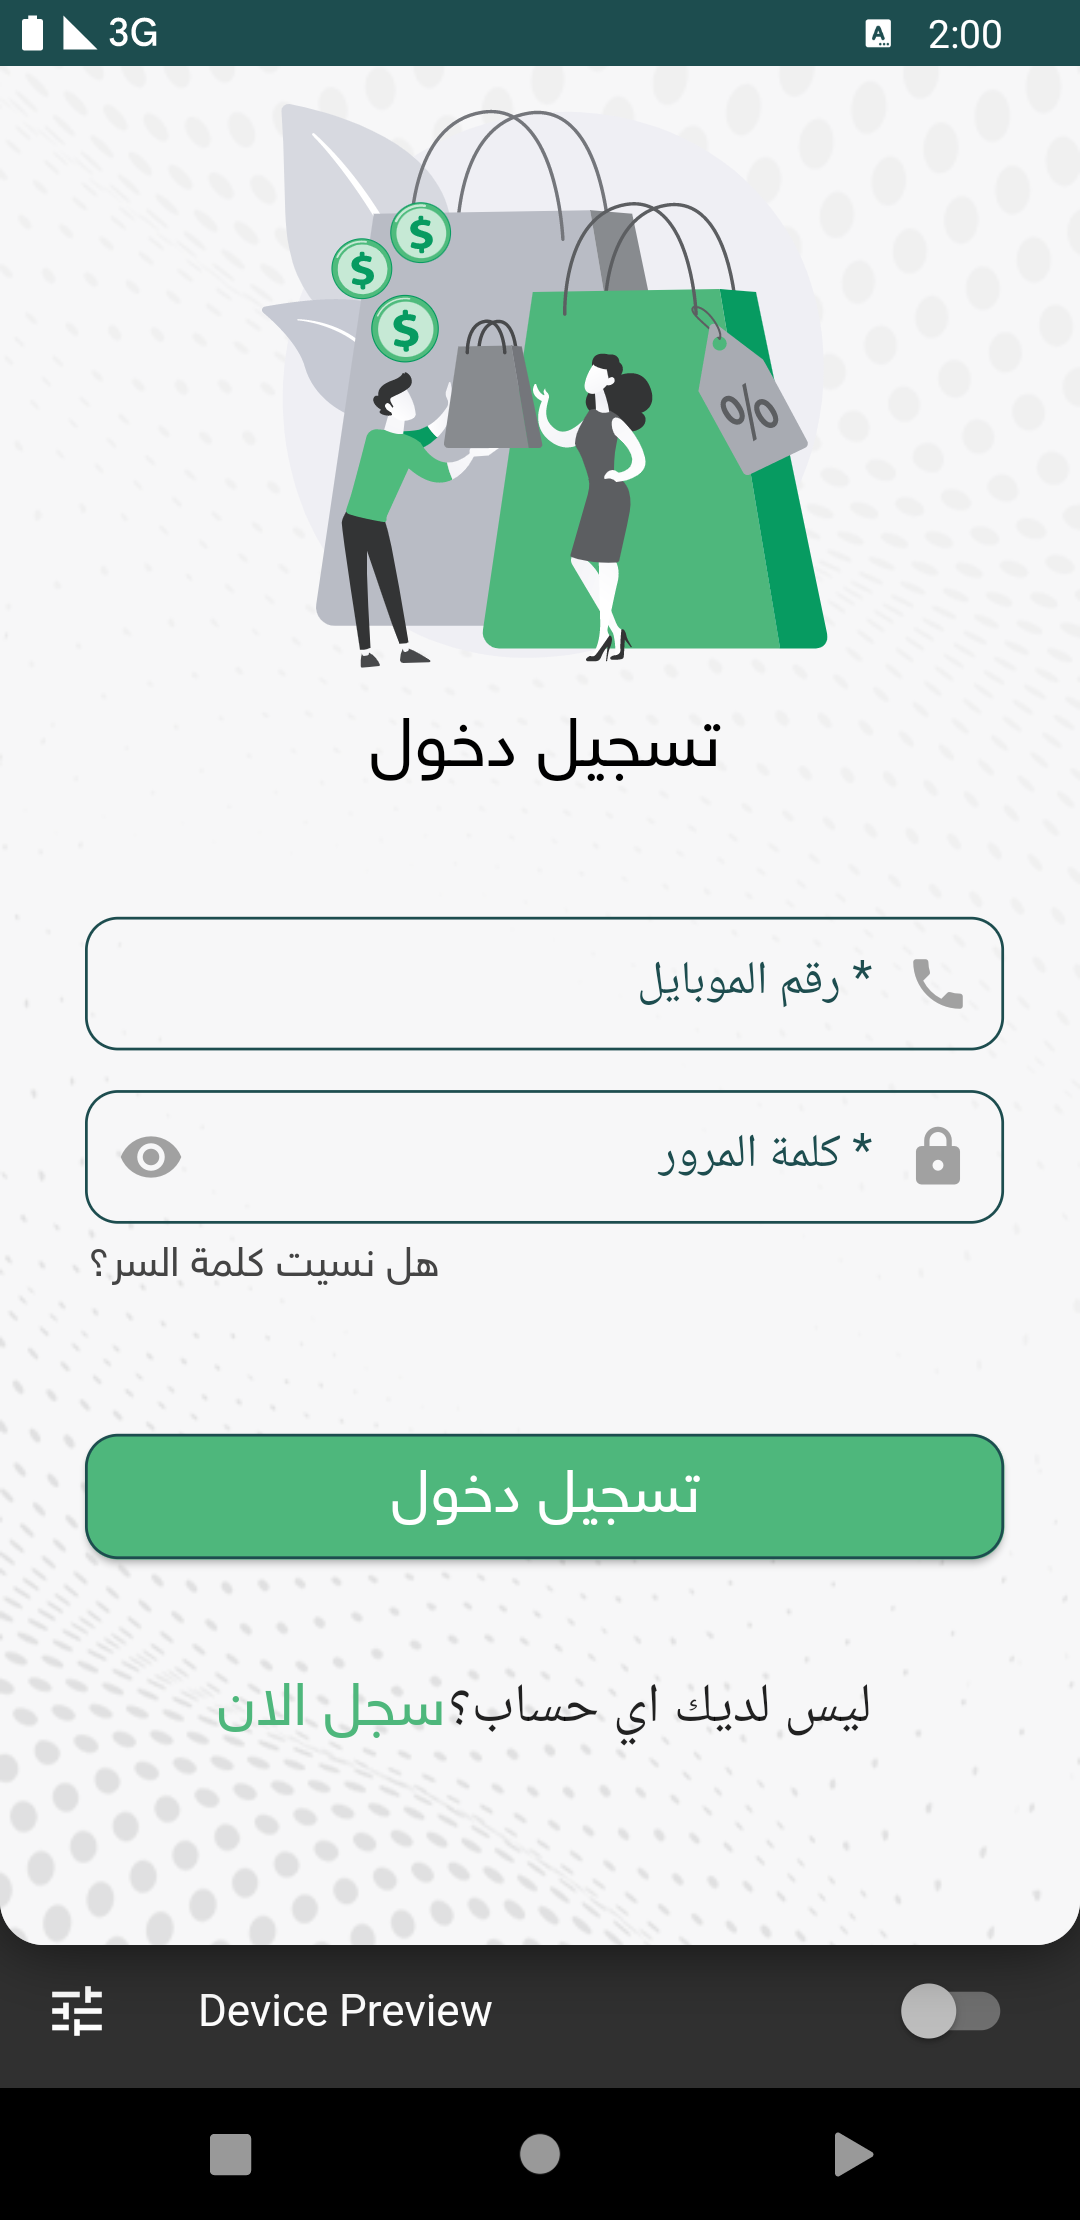 3G 2:00
$
$
$
%
تسجيل دخول
* رقم الموبايل
* كلمة المرور
هل نسيت كلمة السر؟
تسجيل دخول
ليس لديك اي حساب؟سجل الان
Device Preview